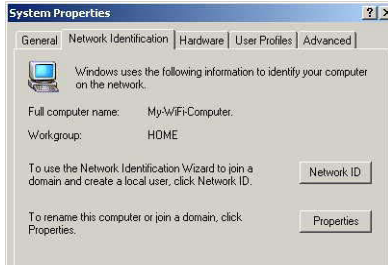 System Properties
General Network Identification Hardware User Profiles Advanced
Windows uses the following information to identify your computer
on the network.
Full computer name: My-WiFi-Computer.
Workgroup: HOME
To use the Network Identification Wizard to join a
domain and create a local user, click Network ID.
Network ID
To rename this computer or join a domain, click
Properties.
Properties